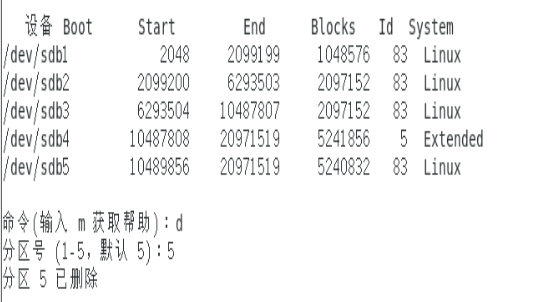 设备 Boot      Start         End      Blocks   Id  System
/dev/sdb1            2048     2099199     1048576   83  Linux
/dev/sdb2         2099200     6293503     2097152   83  Linux
/dev/sdb3         6293504    10487807     2097152   83  Linux
/dev/sdb4        10487808    20971519     5241856    5  Extended
/dev/sdb5        10489856    20971519     5240832   83  Linux
命令(输入 m 获取帮助)：d
分区号 (1-5，默认 5)：5
分区 5 已删除